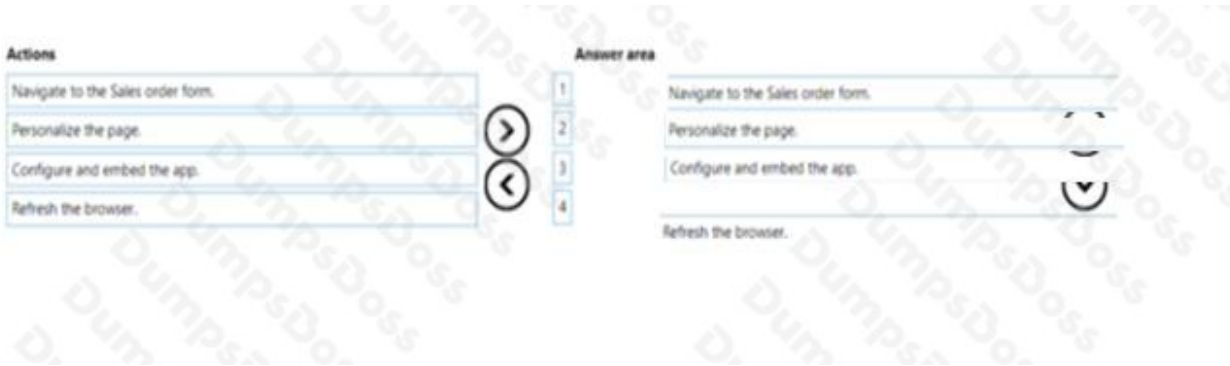 Actions
Answer area
Navigate to the Sales order form.
1
Navigate to the Sales order form.
Personalize the page.
2
Personalize the page.
Configure and embed the app.
3
Configure and embed the app.
Refresh the browser.
4
Refresh the browser.
DumpsDoss